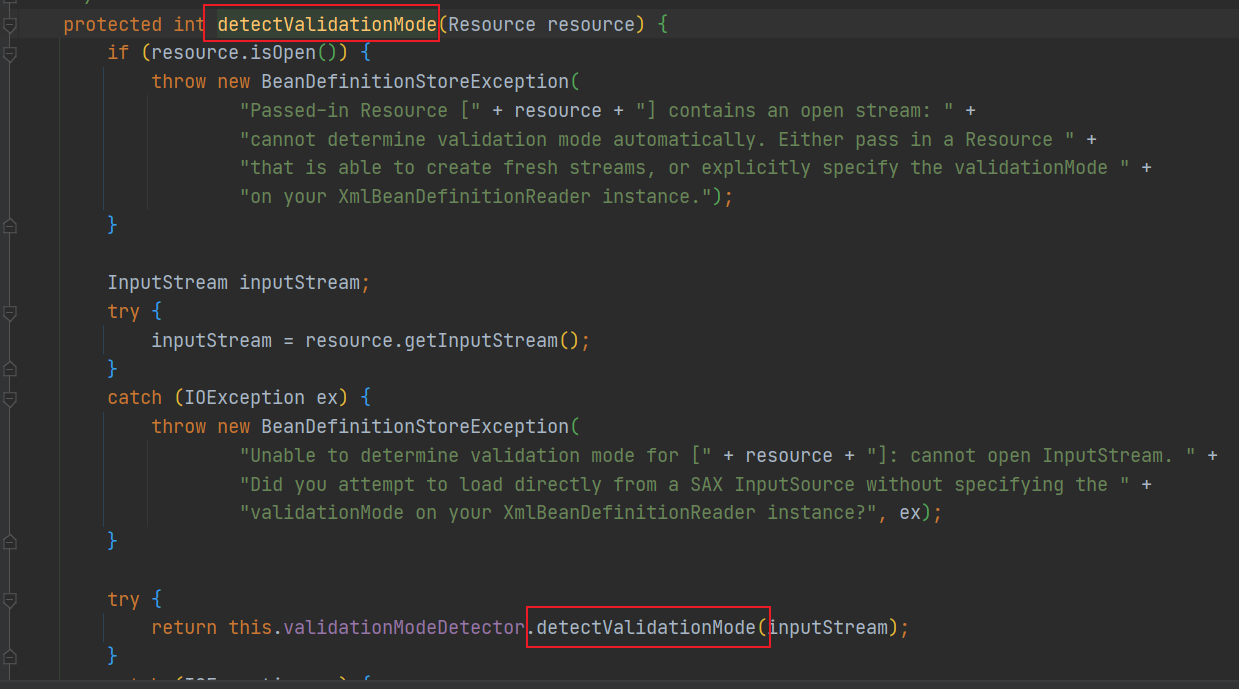 protected int detectValidationMode(Resource resource) {
if (resource.isOpen()) {
throw new BeanDefinitionStoreException(
"Passed-in Resource [" + resource + "] contains an open stream: " +
"cannot determine validation mode automatically. Either pass in a Resource " +
"that is able to create fresh streams, or explicitly specify the validationMode " +
"on your XmlBeanDefinitionReader instance.");
}
InputStream inputStream;
try {
inputStream = resource.getInputStream();
}
catch (IOException ex) {
throw new BeanDefinitionStoreException(
"Unable to determine validation mode for [" + resource + "]: cannot open InputStream. " +
"Did you attempt to load directly from a SAX InputSource without specifying the " +
"validationMode on your XmlBeanDefinitionReader instance?", ex);
}
try {
return this.validationModeDetector.detectValidationMode(inputStream);
}